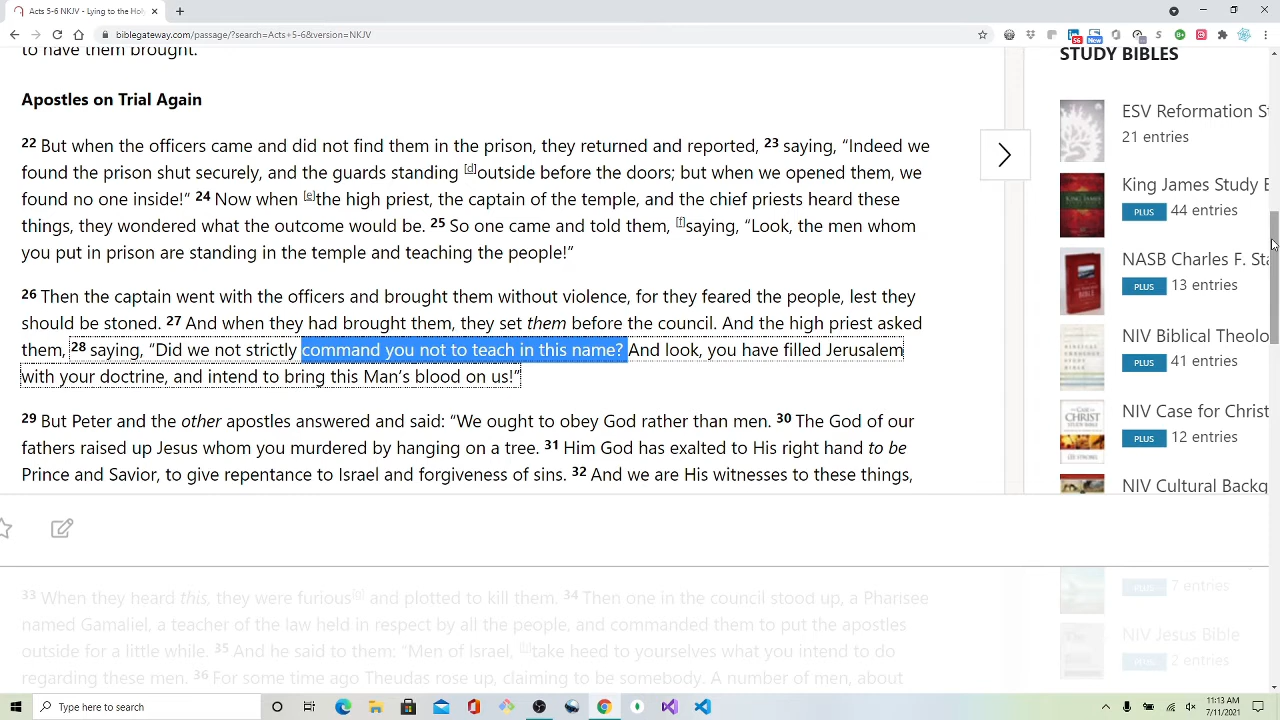 Acts 5-6 NKJV - Lying to the Hol
biblegateway.com/passage/?search=Acts+5-6&version=NKJV
56
New
to have them brought.
STUDY BIBLES
Apostles on Trial Again
22 But when the officers came and did not find them in the prison, they returned and reported, 23 saying, “Indeed we
found the prison shut securely, and the guards standing [d]outside before the doors; but when we opened them, we
found no one inside!” 24 Now when [e]the high priest, the captain of the temple, and the chief priests heard these
things, they wondered what the outcome would be. 25 So one came and told them, [f]saying, “Look, the men whom
you put in prison are standing in the temple and teaching the people!”
26 Then the captain went with the officers and brought them without violence, for they feared the people, lest they
should be stoned. 27 And when they had brought them, they set them before the council. And the high priest asked
them, 28 saying, “Did we not strictly command you not to teach in this name? And look, you have filled Jerusalem
with your doctrine, and intend to bring this Man’s blood on us!”
29 But Peter and the other apostles answered and said: “We ought to obey God rather than men. 30 The God of our
fathers raised up Jesus whom you murdered by hanging on a tree. 31 Him God has exalted to His right hand to be
Prince and Savior, to give repentance to Israel and forgiveness of sins. 32 And we are His witnesses to these things,
33 When they heard this, they were furious[g] and plotted to kill them. 34 Then one in the council stood up, a Pharisee
named Gamaliel, a teacher of the law held in respect by all the people, and commanded them to put the apostles
outside for a little while. 35 And he said to them: “Men of Israel, [h]take heed to yourselves what you intend to do
regarding these men. 36 For some time ago Theudas rose up, claiming to be somebody. A number of men, about
ESV Reformation St
21 entries
King James Study B
PLUS 44 entries
NASB Charles F. Sta
PLUS 13 entries
NIV Biblical Theolo
PLUS 41 entries
NIV Case for Christ
PLUS 12 entries
NIV Cultural Backg
PLUS 7 entries
NIV Jesus Bible
PLUS 2 entries
Type here to search
11:13 AM
7/11/2021